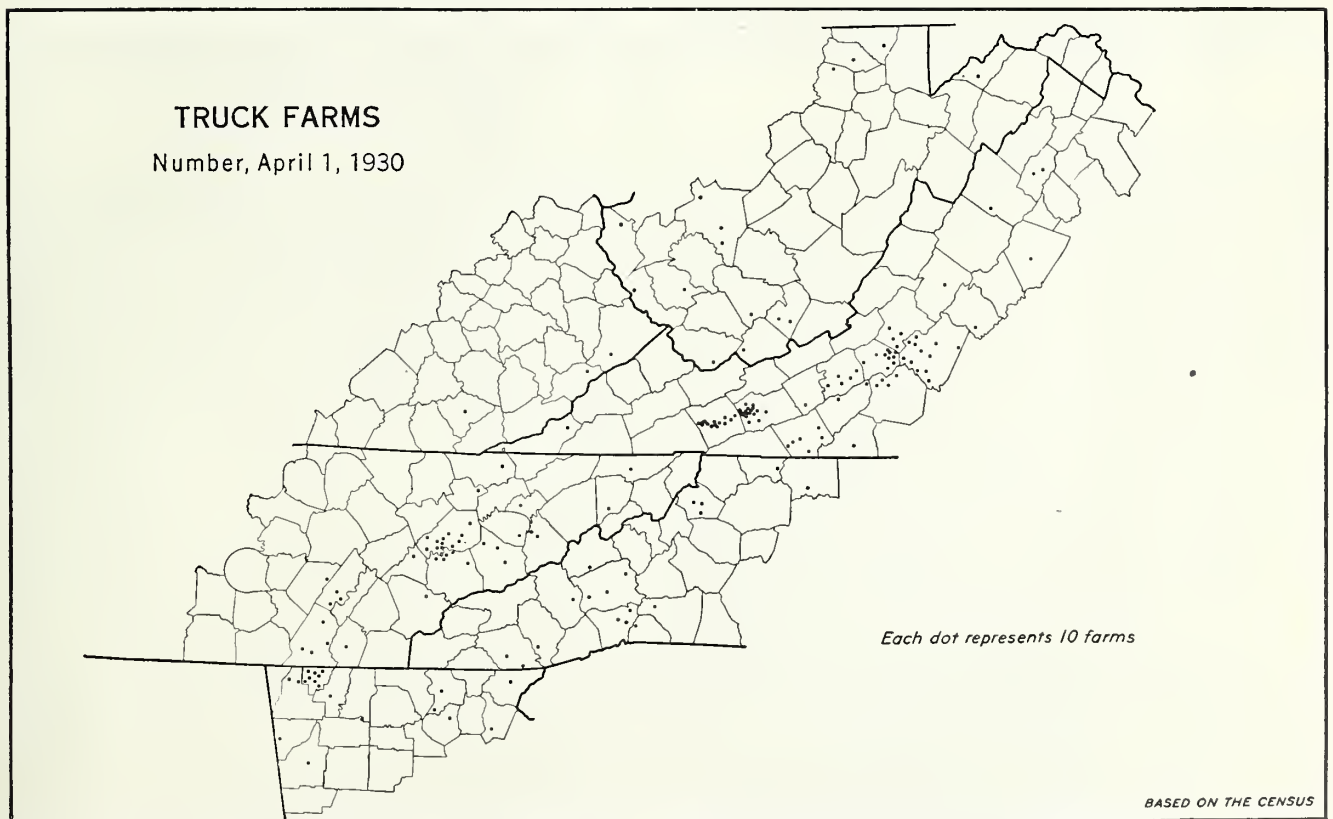 TRUCK FARMS
Number, April 1, 1930
Each dot represents 10 farms
BASED ON THE CENSUS